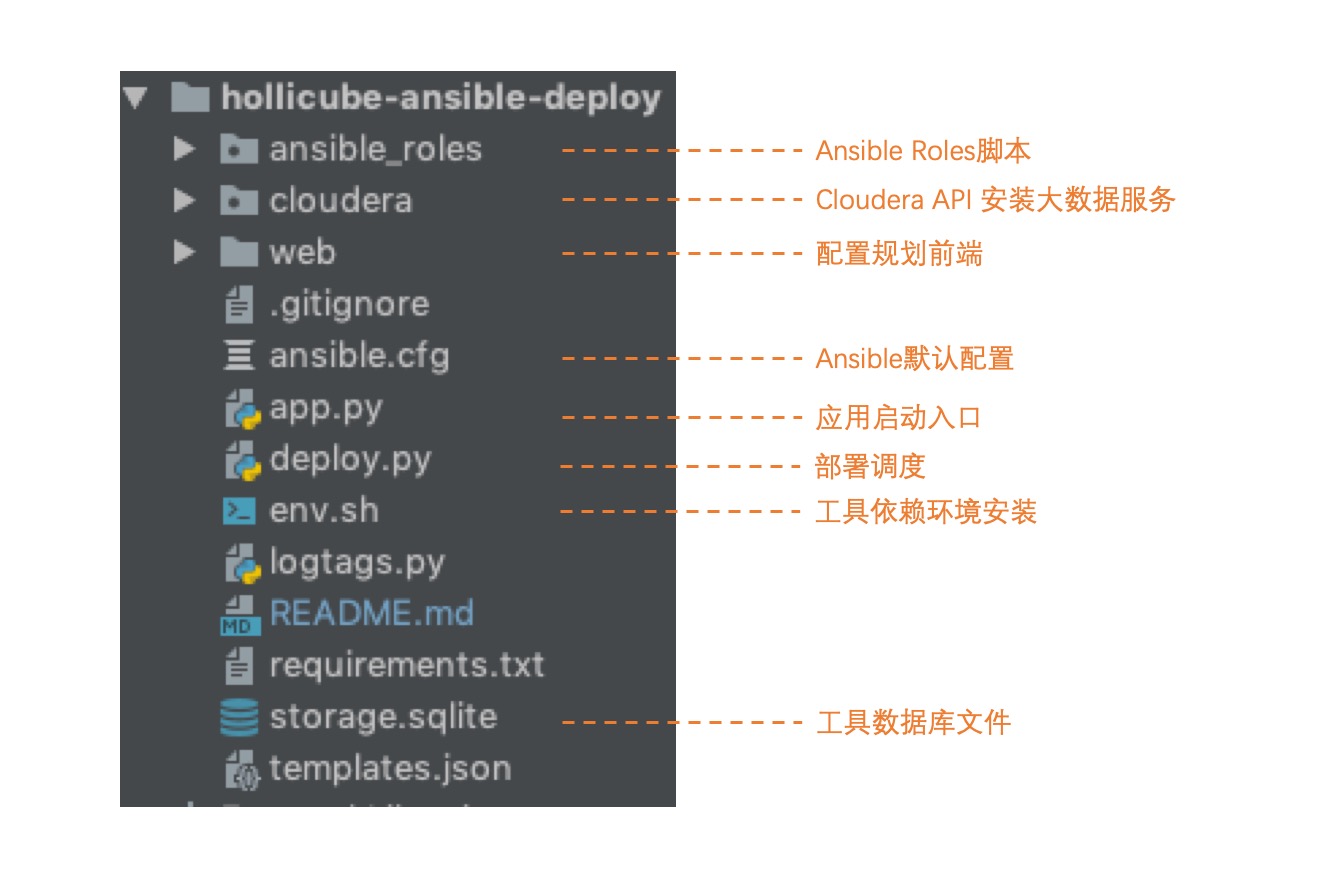 hollicube-ansible-deploy
ansible_roles Ansible Roles脚本
cloudera Cloudera API 安装大数据服务
web 配置规划前端
.gitignore
ansible.cfg Ansible默认配置
app.py 应用启动入口
deploy.py 部署调度
env.sh 工具依赖环境安装
logtags.py
MD README.md
requirements.txt
storage.sqlite 工具数据库文件
templates.json